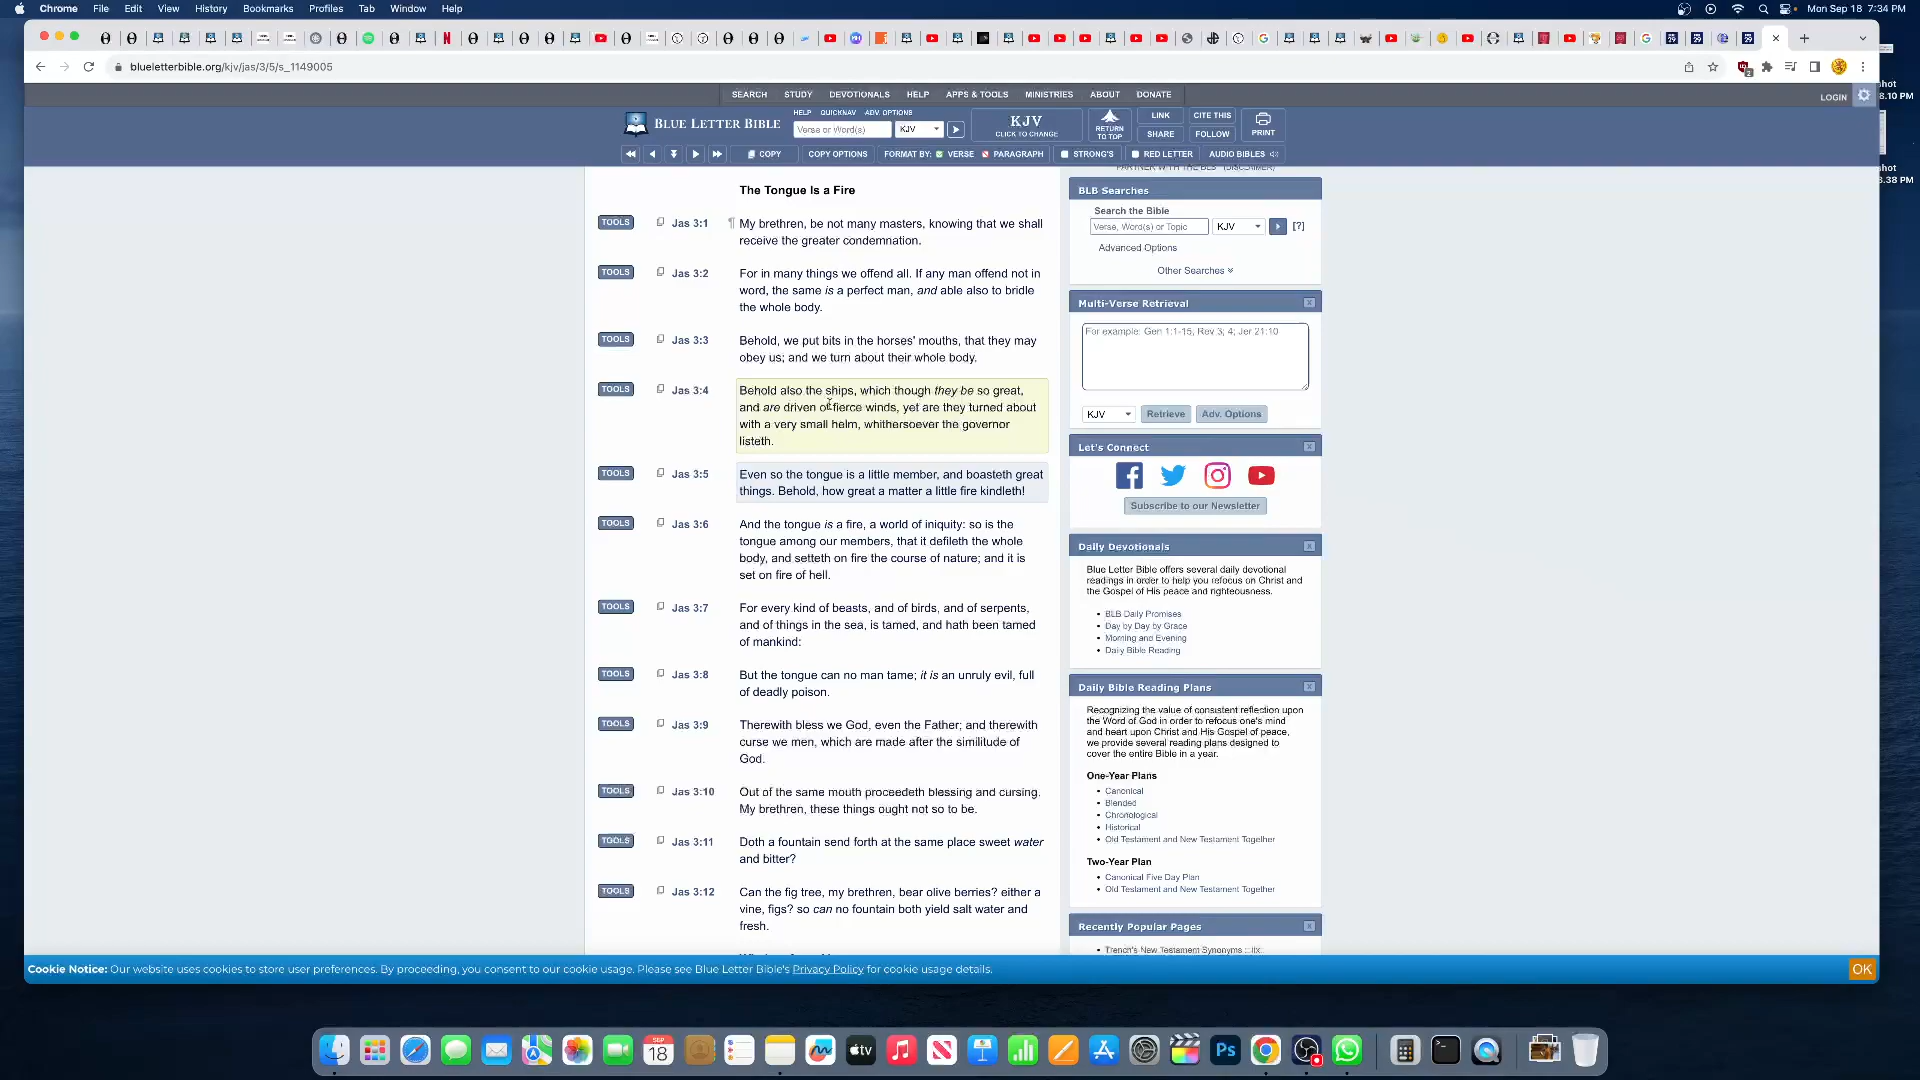 Chrome File Edit View History Bookmarks Profiles Tab Window Help Mon Sep 18 7:34 PM
blueletterbible.org/kjv/jas/3/5/s_1149005
SEARCH STUDY DEVOTIONALS HELP APPS & TOOLS MINISTRIES ABOUT DONATE LOGIN
BLUE LETTER BIBLE
HELP QUICKNAV ADV. OPTIONS
Verse or Word(s) KJV
KJV
CLICK TO CHANGE
RETURN
TO TOP
LINK CITE THIS
SHARE FOLLOW
PRINT
COPY COPY OPTIONS FORMAT BY: VERSE PARAGRAPH STRONG'S RED LETTER AUDIO BIBLES
The Tongue Is a Fire
TOOLS Jas 3:1 ¶ My brethren, be not many masters, knowing that we shall
receive the greater condemnation.
TOOLS Jas 3:2 For in many things we offend all. If any man offend not in
word, the same is a perfect man, and able also to bridle
the whole body.
TOOLS Jas 3:3 Behold, we put bits in the horses' mouths, that they may
obey us; and we turn about their whole body.
TOOLS Jas 3:4 Behold also the ships, which though they be so great,
and are driven of fierce winds, yet are they turned about
with a very small helm, whithersoever the governor
listeth.
TOOLS Jas 3:5 Even so the tongue is a little member, and boasteth great
things. Behold, how great a matter a little fire kindleth!
TOOLS Jas 3:6 And the tongue is a fire, a world of iniquity: so is the
tongue among our members, that it defileth the whole
body, and setteth on fire the course of nature; and it is
set on fire of hell.
TOOLS Jas 3:7 For every kind of beasts, and of birds, and of serpents,
and of things in the sea, is tamed, and hath been tamed
of mankind:
TOOLS Jas 3:8 But the tongue can no man tame; it is an unruly evil, full
of deadly poison.
TOOLS Jas 3:9 Therewith bless we God, even the Father; and therewith
curse we men, which are made after the similitude of
God.
TOOLS Jas 3:10 Out of the same mouth proceedeth blessing and cursing.
My brethren, these things ought not so to be.
TOOLS Jas 3:11 Doth a fountain send forth at the same place sweet water
and bitter?
TOOLS Jas 3:12 Can the fig tree, my brethren, bear olive berries? either a
vine, figs? so can no fountain both yield salt water and
fresh.
BLB Searches
Search the Bible
Verse, Word(s) or Topic KJV [?]
Advanced Options
Other Searches
Multi-Verse Retrieval
For example: Gen 1:1-15, Rev 3; 4; Jer 21:10
KJV Retrieve Adv. Options
Let's Connect
Subscribe to our Newsletter
Daily Devotionals
Blue Letter Bible offers several daily devotional
readings in order to help you refocus on Christ and
the Gospel of His peace and righteousness.
• BLB Daily Promises
• Day by Day by Grace
• Morning and Evening
• Daily Bible Reading
Daily Bible Reading Plans
Recognizing the value of consistent reflection upon
the Word of God in order to refocus one's mind
and heart upon Christ and His Gospel of peace,
we provide several reading plans designed to
cover the entire Bible in a year.
One-Year Plans
• Canonical
• Blended
• Chronological
• Historical
• Old Testament and New Testament Together
Two-Year Plan
• Canonical Five Day Plan
• Old Testament and New Testament Together
Recently Popular Pages
• Trench's New Testament Synonyms :: lix.
Cookie Notice: Our website uses cookies to store user preferences. By proceeding, you consent to our cookie usage. Please see Blue Letter Bible's Privacy Policy for cookie usage details. OK
SEP
18
tv
Ps